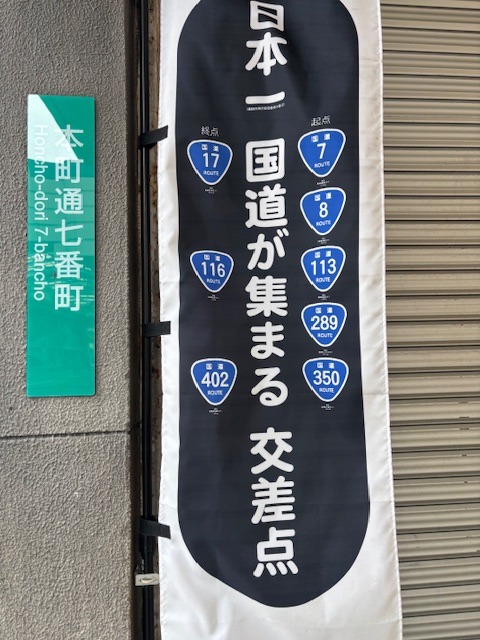 本町通七番町
Honcho-dori 7-bancho
日本一 国道が集まる 交差点
終点
国道
17
ROUTE
116
ROUTE
国道
402
ROUTE
起点
国道
7
ROUTE
国道
8
ROUTE
国道
113
ROUTE
国道
289
ROUTE
国道
350
ROUTE